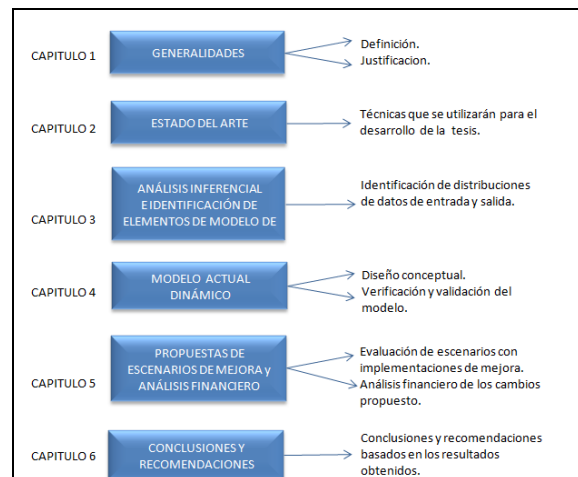 CAPITULO 1
GENERALIDADES
Definición.
Justificacion.
CAPITULO 2
ESTADO DEL ARTE
Técnicas que se utilizarán para el
desarrollo de la tesis.
CAPITULO 3
ANÁLISIS INFERENCIAL
E IDENTIFICACIÓN DE
ELEMENTOS DE MODELO DE
Identificación de distribuciones
de datos de entrada y salida.
CAPITULO 4
MODELO ACTUAL
DINÁMICO
Diseño conceptual.
Verificación y validación del
modelo.
CAPITULO 5
PROPUESTAS DE
ESCENARIOS DE MEJORA y
ANÁLISIS FINANCIERO
Evaluación de escenarios con
implementaciones de mejora.
Análisis financiero de los cambios
propuesto.
CAPITULO 6
CONCLUSIONES Y
RECOMENDACIONES
Conclusiones y recomendaciones
basados en los resultados
obtenidos.